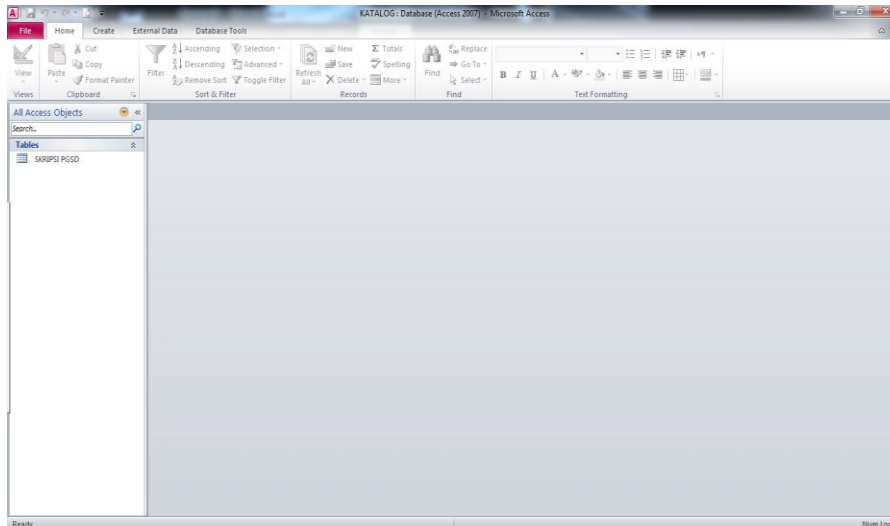 KATALOG : Database (Access 2007) - Microsoft Access
File Home Create External Data Database Tools
View
Views
Paste
Cut
Copy
Format Painter
Clipboard
Filter
Ascending
Descending
Remove Sort
Selection
Advanced
Toggle Filter
Sort & Filter
Refresh
All
New
Save
Delete
Totals
Spelling
More
Records
Find
Replace
Go To
Select
Find
B I U A
Text Formatting
All Access Objects
Search..
Tables
SKRIPSI PGSD
Ready
Num Loc